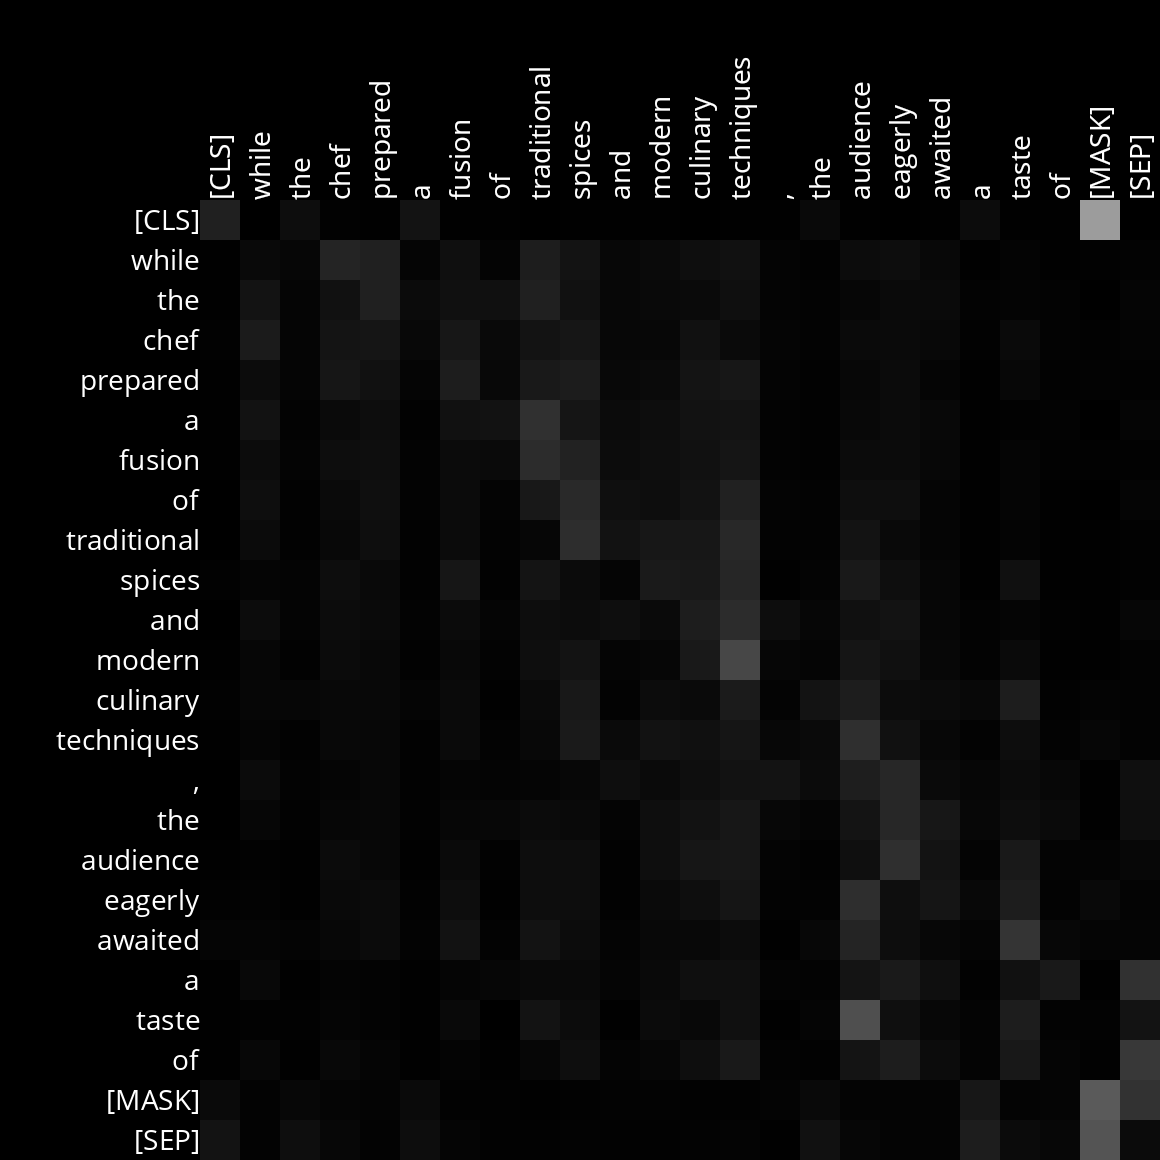 [CLS] while the chef prepared a fusion of traditional spices and modern culinary techniques , the audience eagerly awaited a taste of [MASK] [SEP]
[CLS]
while
the
chef
prepared
a
fusion
of
traditional
spices
and
modern
culinary
techniques
,
the
audience
eagerly
awaited
a
taste
of
[MASK]
[SEP]